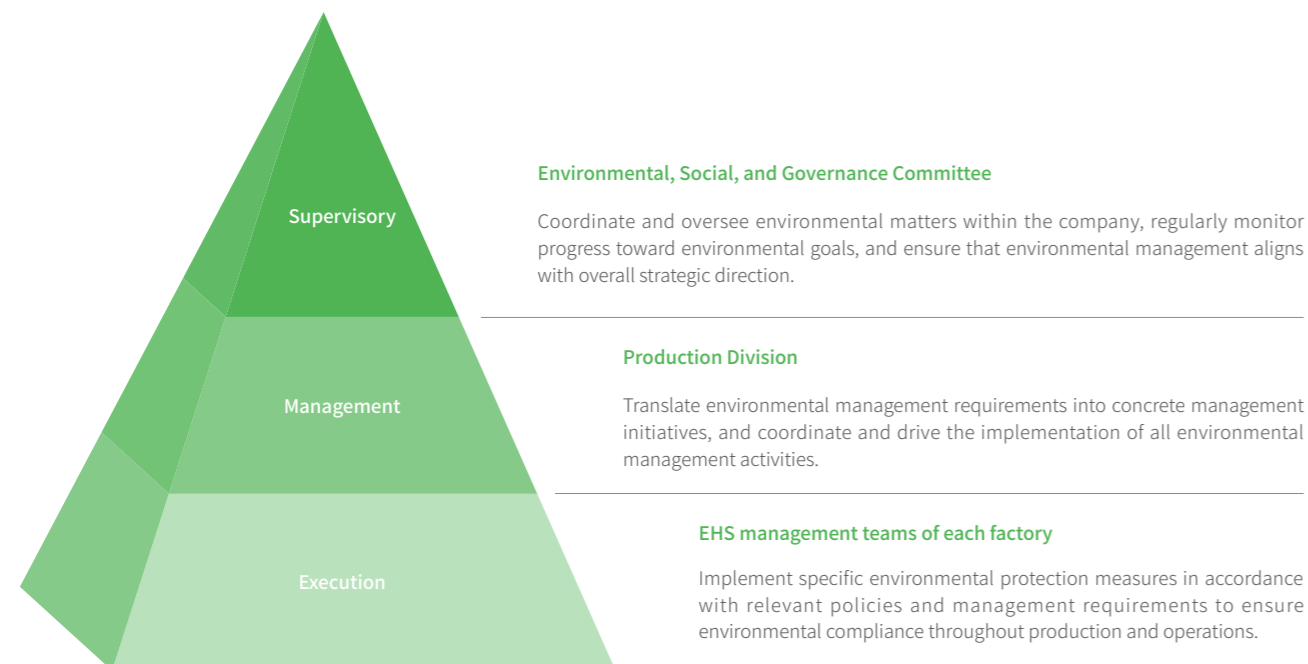 Supervisory
Environmental, Social, and Governance Committee
Coordinate and oversee environmental matters within the company, regularly monitor
progress toward environmental goals, and ensure that environmental management aligns
with overall strategic direction.
Management
Production Division
Translate environmental management requirements into concrete management
initiatives, and coordinate and drive the implementation of all environmental
management activities.
Execution
EHS management teams of each factory
Implement specific environmental protection measures in accordance
with relevant policies and management requirements to ensure
environmental compliance throughout production and operations.